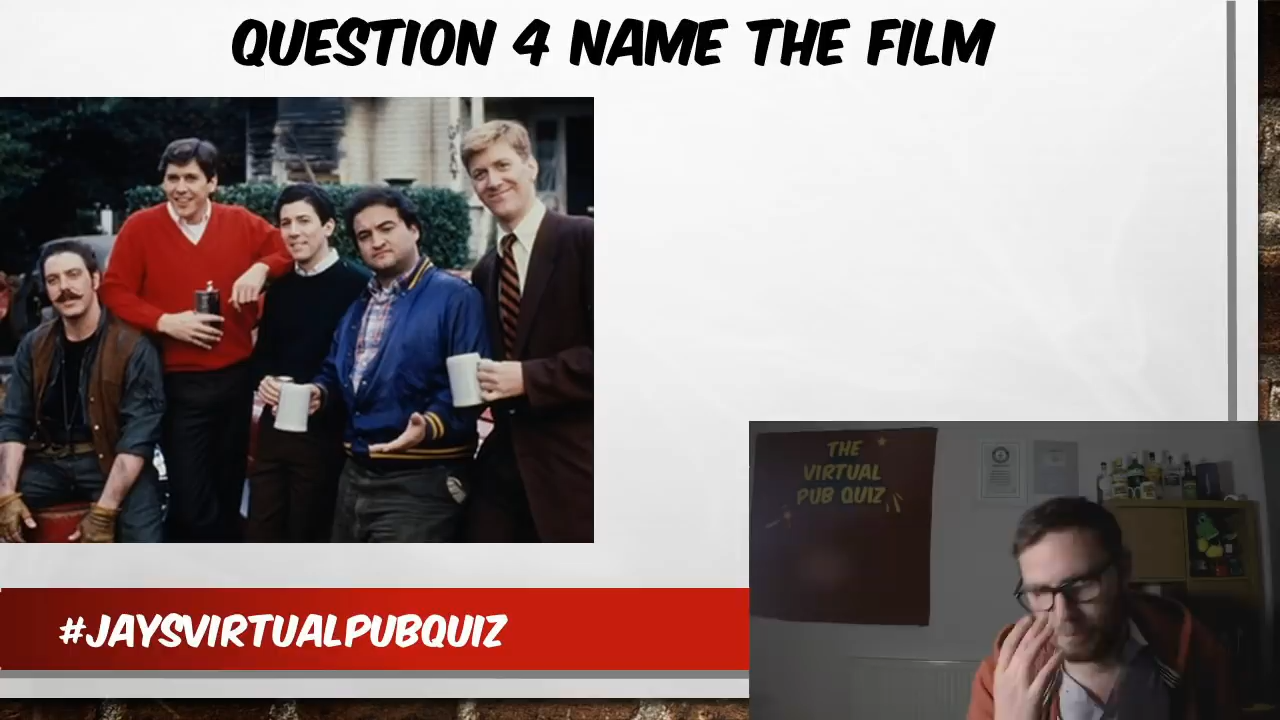 QUESTION 4 NAME THE FILM
THE
VIRTUAL
PUB QUIZ
#JAYSVIRTUALPUBQUIZ